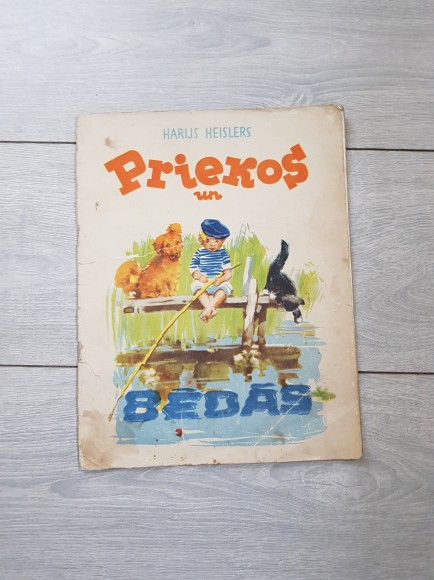 HARIJS HEISLERS
Priekos
un
BĒDĀS